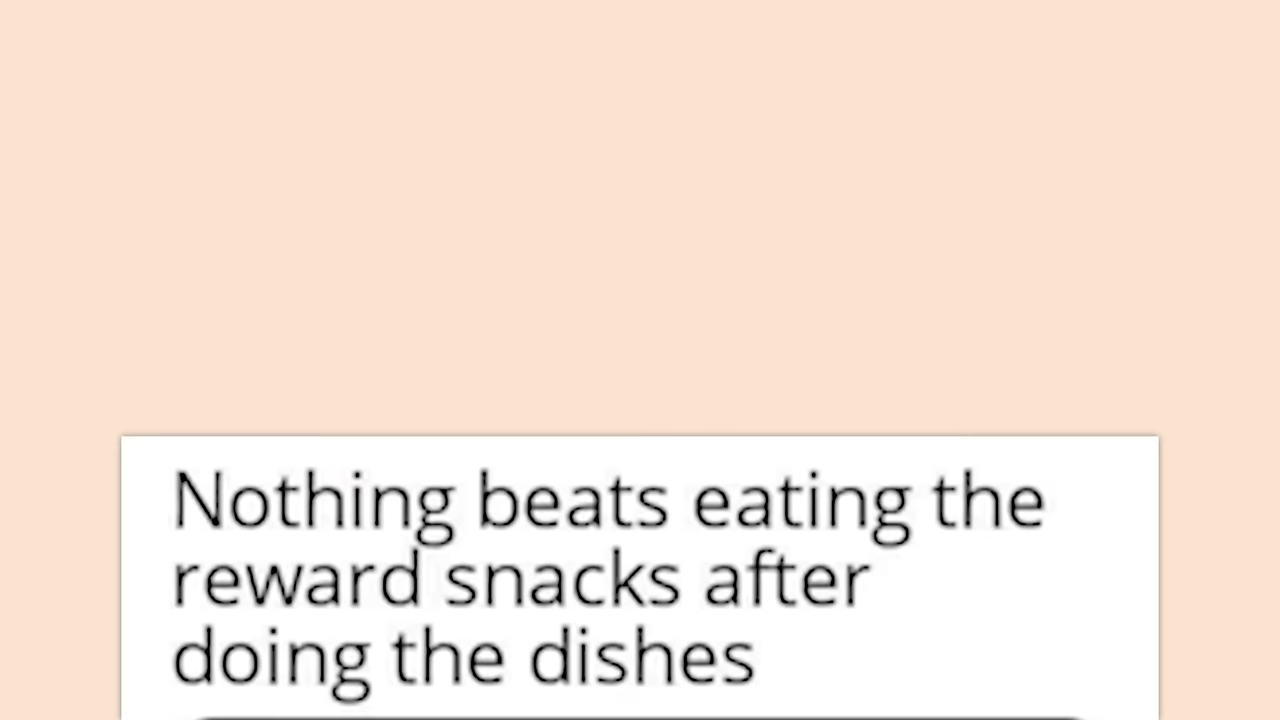 Nothing beats eating the
reward snacks after
doing the dishes